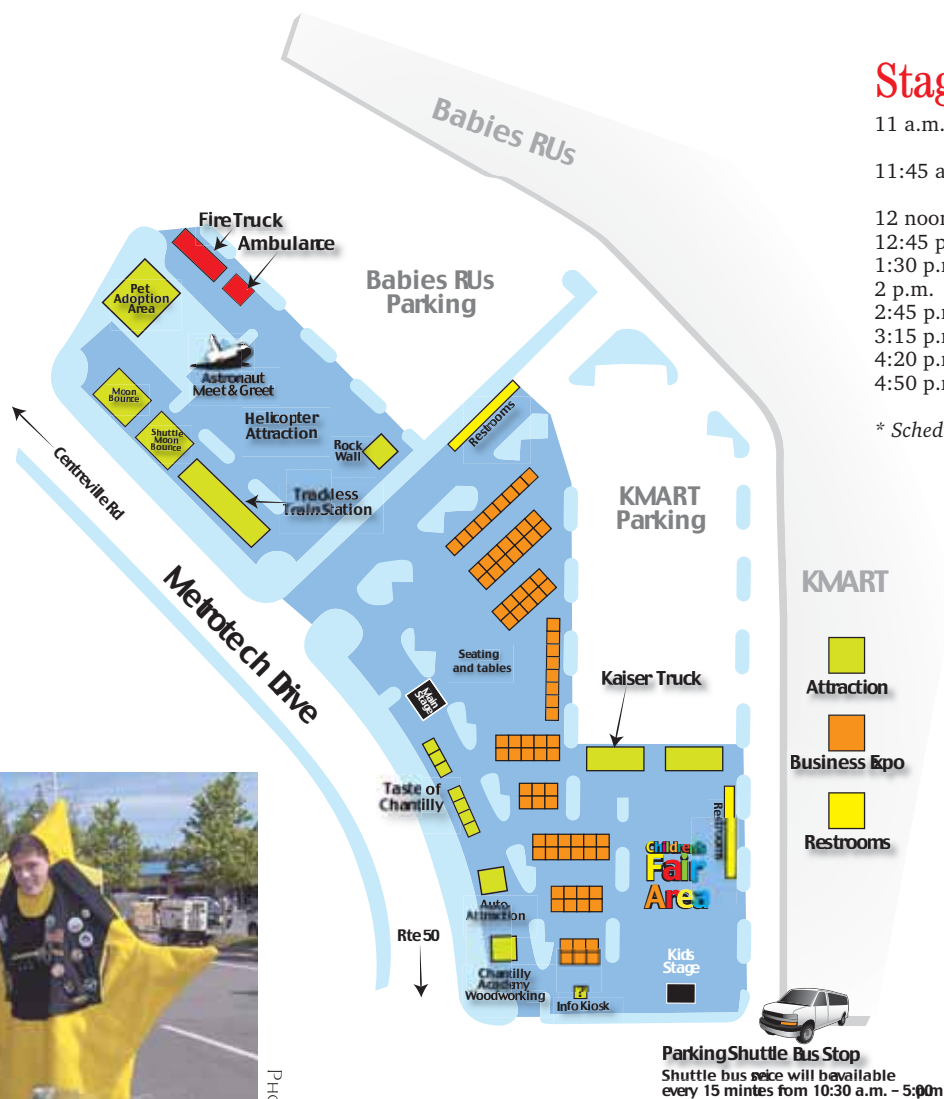 Babies RUs
Stag
11 a.m.
11:45 a
12 noon
12:45 p
1:30 p.m
2 p.m.
2:45 p.m
3:15 p.m
4:20 p.m
4:50 p.m
* Sched
Fire Truck
Ambulance
Babies RUs
Parking
Pet
Adoption
Area
Astronaut
Meet & Greet
Moon
Bounce
Shuttle
Moon
Bounce
Helicopter
Attraction
Rock
Wall
Restrooms
Trackless
Train Station
Centreville Rd
Metrotech Drive
KMART
Parking
KMART
Seating
and tables
Main
Stage
Kaiser Truck
Attraction
Business Expo
Restrooms
Taste of
Chantilly
Restrooms
Children's
Fair
Area
Auto
Attraction
Rte 50
Chantilly
Academy
Woodworking
?
Info Kiosk
Kids
Stage
Parking Shuttle Bus Stop
Shuttle bus service will be available
every 15 minutes from 10:30 a.m. – 5:00 p.m
PHO